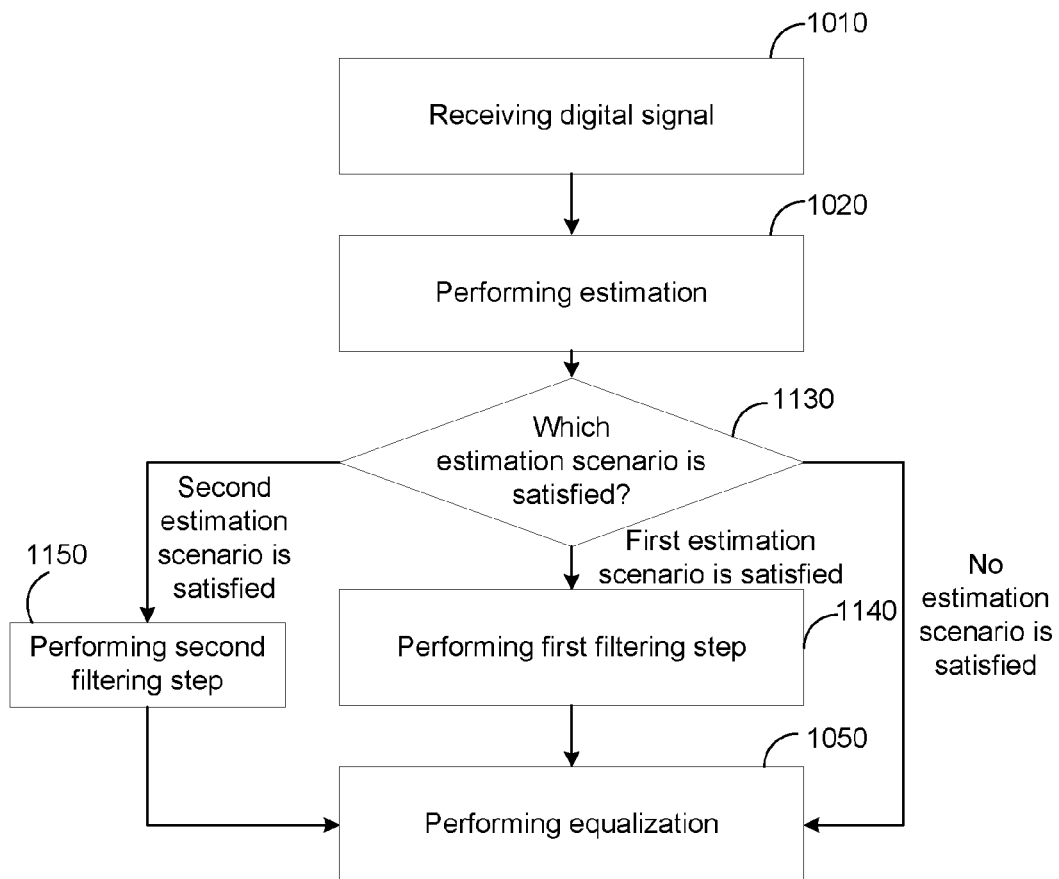 1010
Receiving digital signal
1020
Performing estimation
1130
Which
estimation scenario is
satisfied?
Second
estimation
scenario is
satisfied
First estimation
scenario is satisfied
No
estimation
scenario is
satisfied
1150
Performing second
filtering step
1140
Performing first filtering step
1050
Performing equalization